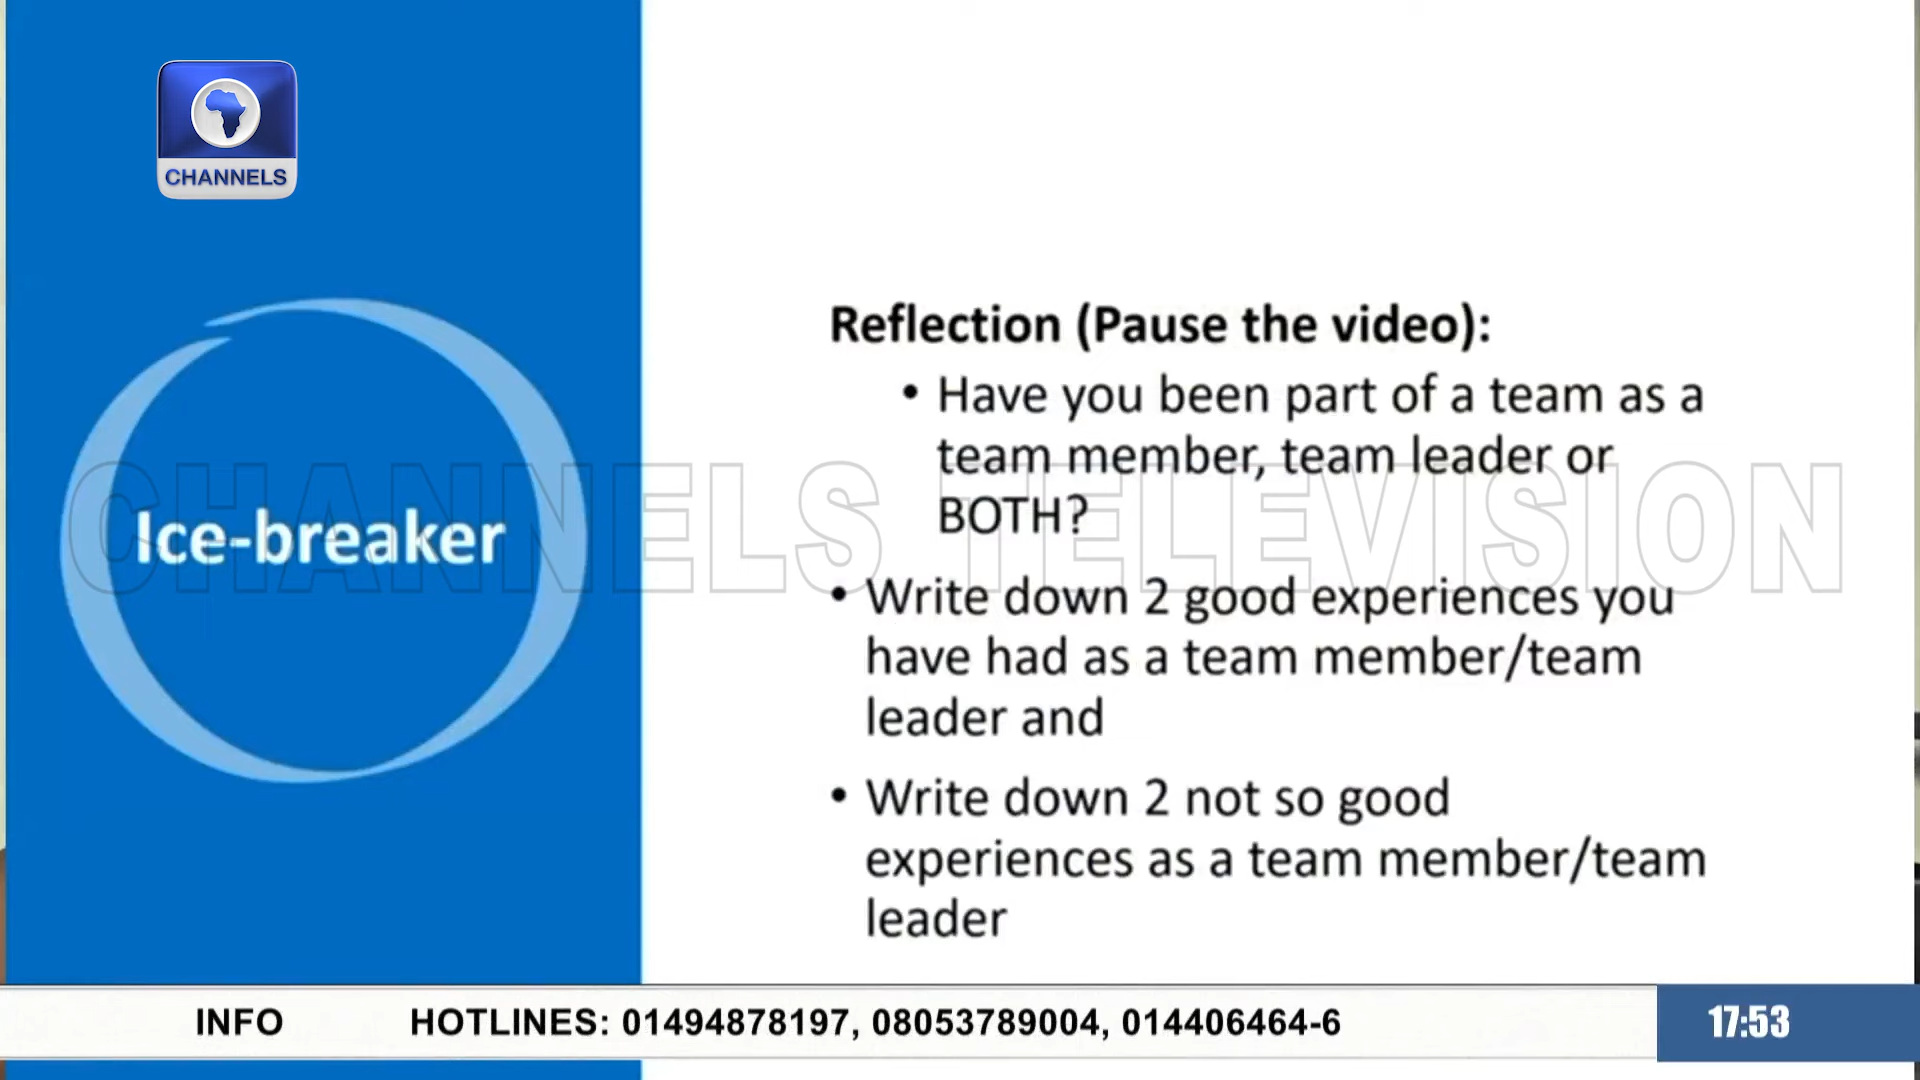 CHANNELS
Ice-breaker
Reflection (Pause the video):
• Have you been part of a team as a
team member, team leader or
BOTH?
• Write down 2 good experiences you
have had as a team member/team
leader and
• Write down 2 not so good
experiences as a team member/team
leader
CHANNELS TELEVISION
INFO HOTLINES: 01494878197, 08053789004, 014406464-6
17:53